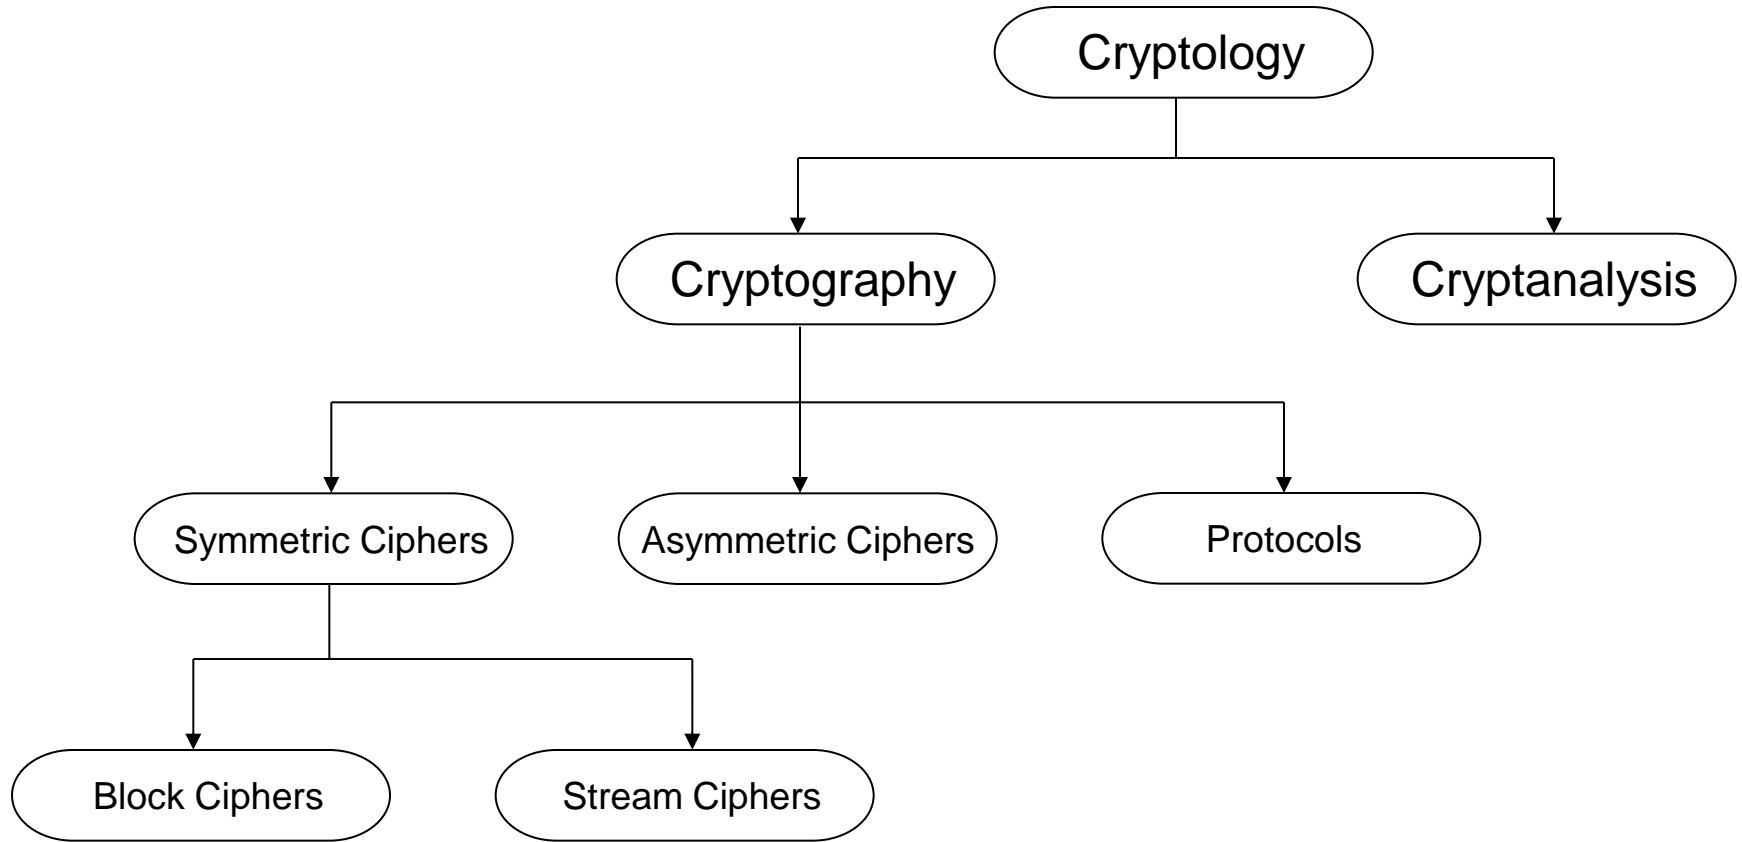 Cryptology
Cryptography
Cryptanalysis
Symmetric Ciphers
Asymmetric Ciphers
Protocols
Block Ciphers
Stream Ciphers